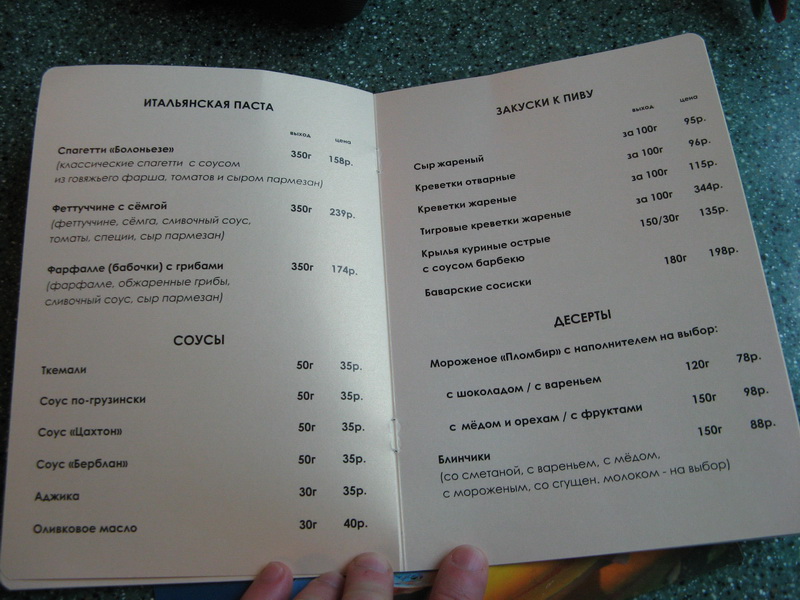 ИТАЛЬЯНСКАЯ ПАСТА
выход цена
Спагетти «Болоньезе» 350г 158р.
(классические спагетти с соусом
из говяжьего фарша, томатов и сыром пармезан)
Феттуччине с сёмгой 350г 239р.
(феттуччине, сёмга, сливочный соус,
томаты, специи, сыр пармезан)
Фарфалле (бабочки) с грибами 350г 174р.
(фарфалле, обжаренные грибы,
сливочный соус, сыр пармезан)
СОУСЫ
Ткемали 50г 35р.
Соус по-грузински 50г 35р.
Соус «Цахтон» 50г 35р.
Соус «Берблан» 50г 35р.
Аджика 30г 35р.
Оливковое масло 30г 40р.
ЗАКУСКИ К ПИВУ
выход цена
Сыр жареный за 100г 95р.
Креветки отварные за 100г 96р.
Креветки жареные за 100г 115р.
Тигровые креветки жареные за 100г 344р.
Крылья куриные острые 150/30г 135р.
с соусом барбекю
Баварские сосиски 180г 198р.
ДЕСЕРТЫ
Мороженое «Пломбир» с наполнителем на выбор:
с шоколадом / с вареньем 120г 78р.
с мёдом и орехам / с фруктами 150г 98р.
Блинчики 150г 88р.
(со сметаной, с вареньем, с мёдом,
с мороженым, со сгущен, молоком - на выбор)